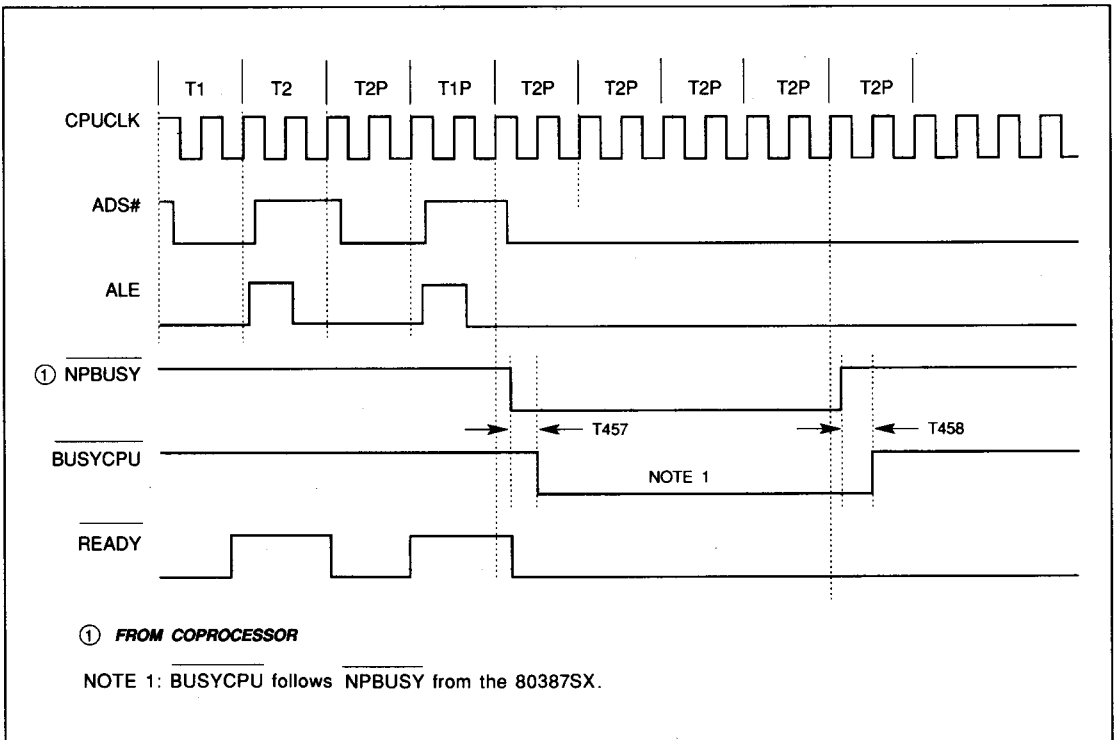 T1 T2 T2P T1P T2P T2P T2P T2P T2P
CPUCLK
ADS#
ALE
① NPBUSY
T457 T458
BUSYCPU
NOTE 1
READY
① FROM COPROCESSOR
NOTE 1: BUSYCPU follows NPBUSY from the 80387SX.